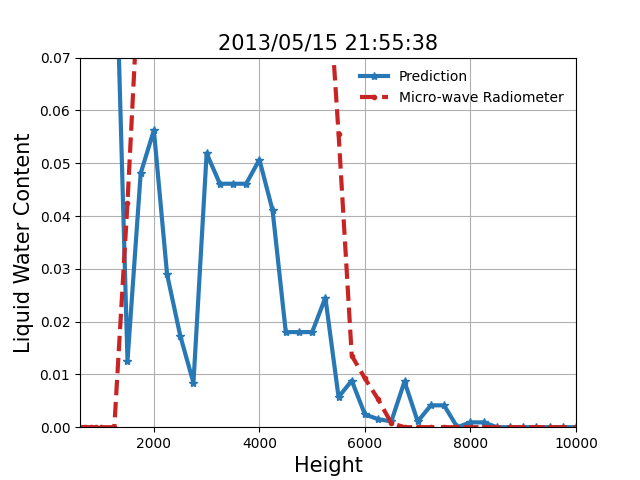 2013/05/15 21:55:38
Prediction
Micro-wave Radiometer
Liquid Water Content
0.07
0.06
0.05
0.04
0.03
0.02
0.01
0.00
2000 4000 6000 8000 10000
Height